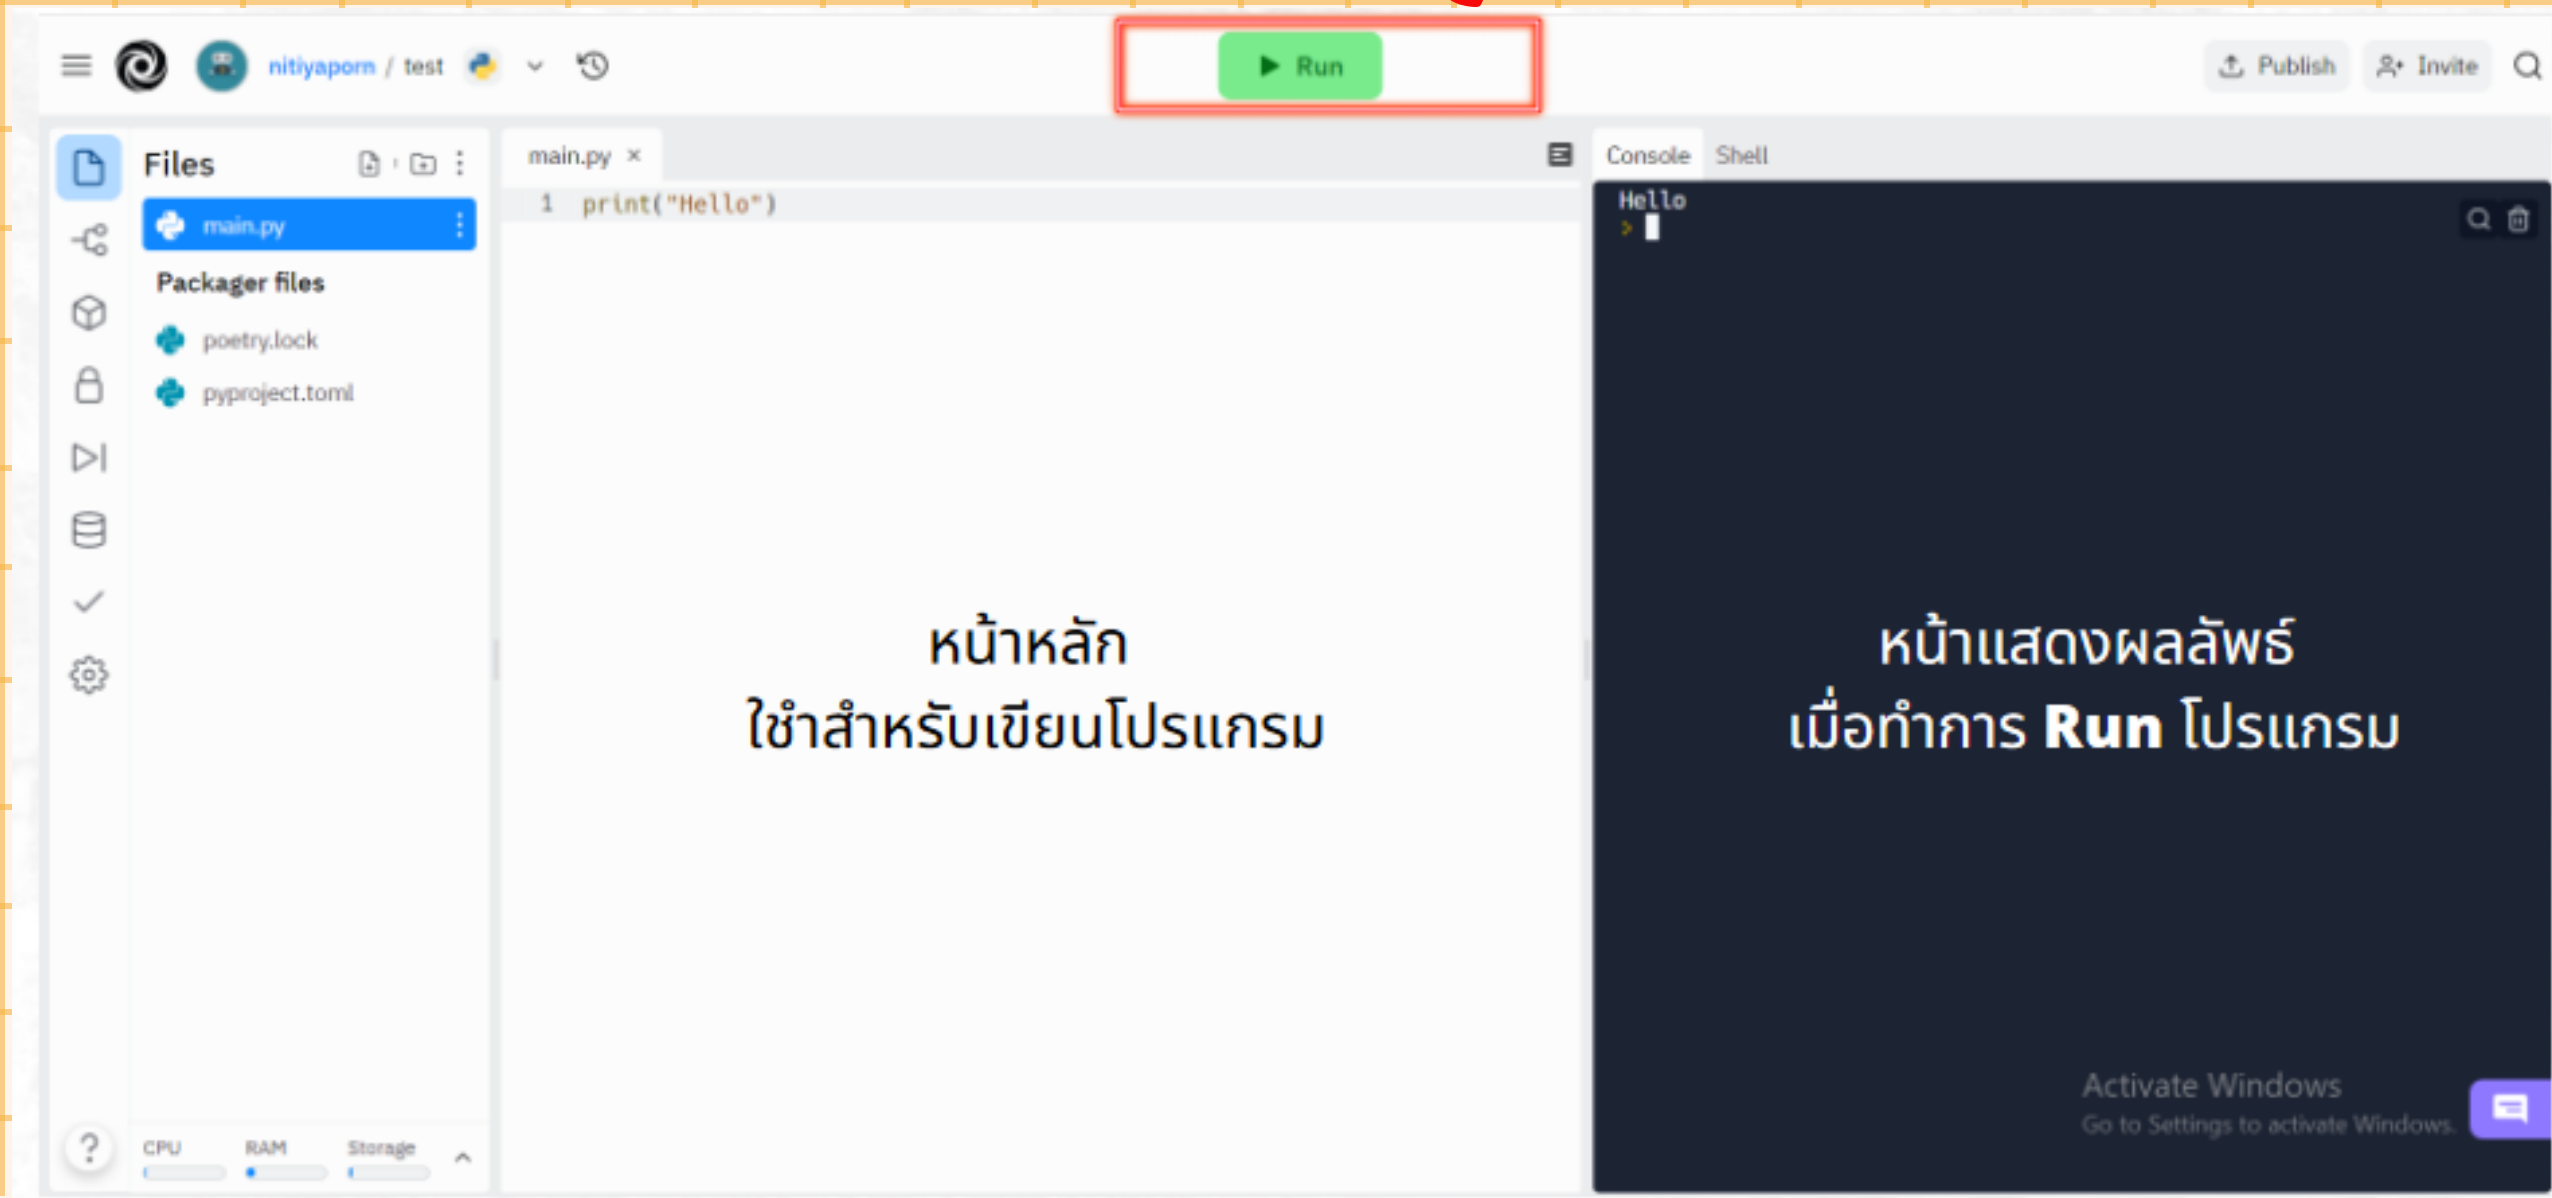 nitiyaporn / test
Run
Publish
Invite
Files
main.py
Packager files
poetry.lock
pyproject.toml
CPU
RAM
Storage
main.py ×
1 print("Hello")
หน้าหลัก
ใช้สำหรับเขียนโปรแกรม
Console Shell
Hello
>
หน้าแสดงผลลัพธ์
เมื่อทำการ Run โปรแกรม
Activate Windows
Go to Settings to activate Windows.